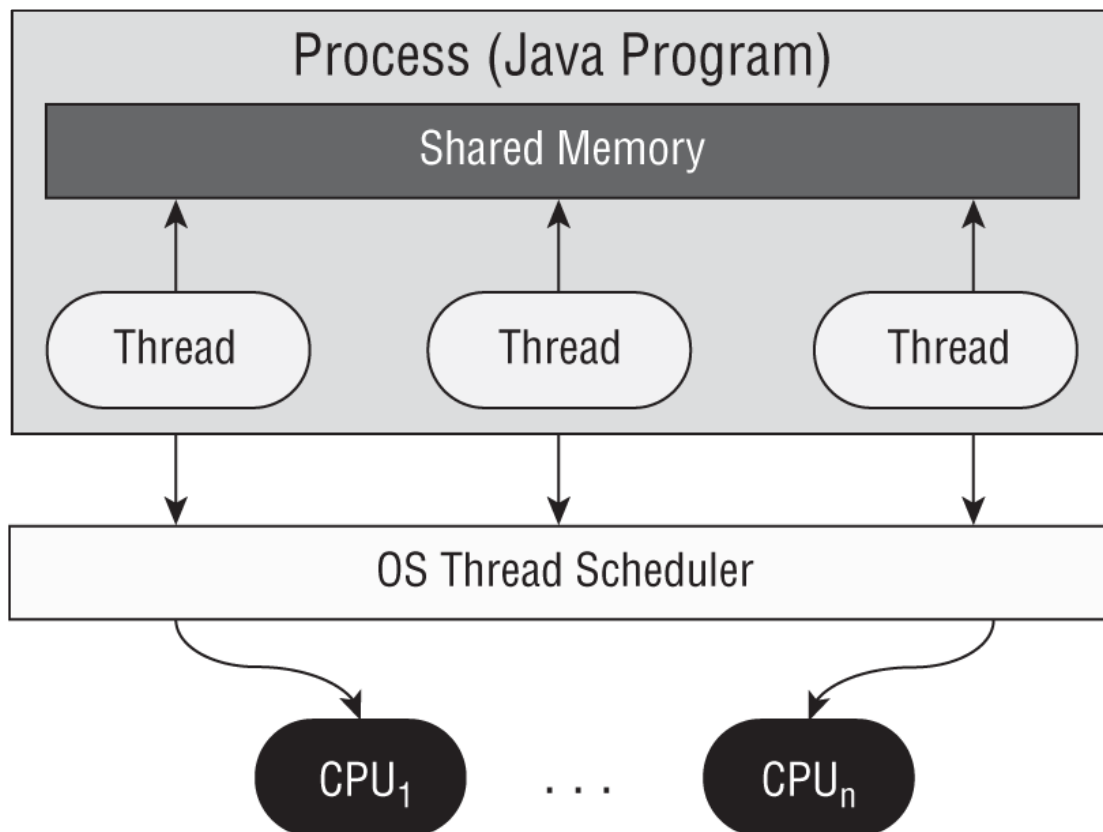 Process (Java Program)
Shared Memory
Thread Thread Thread
OS Thread Scheduler
CPU₁ . . . CPUₙ